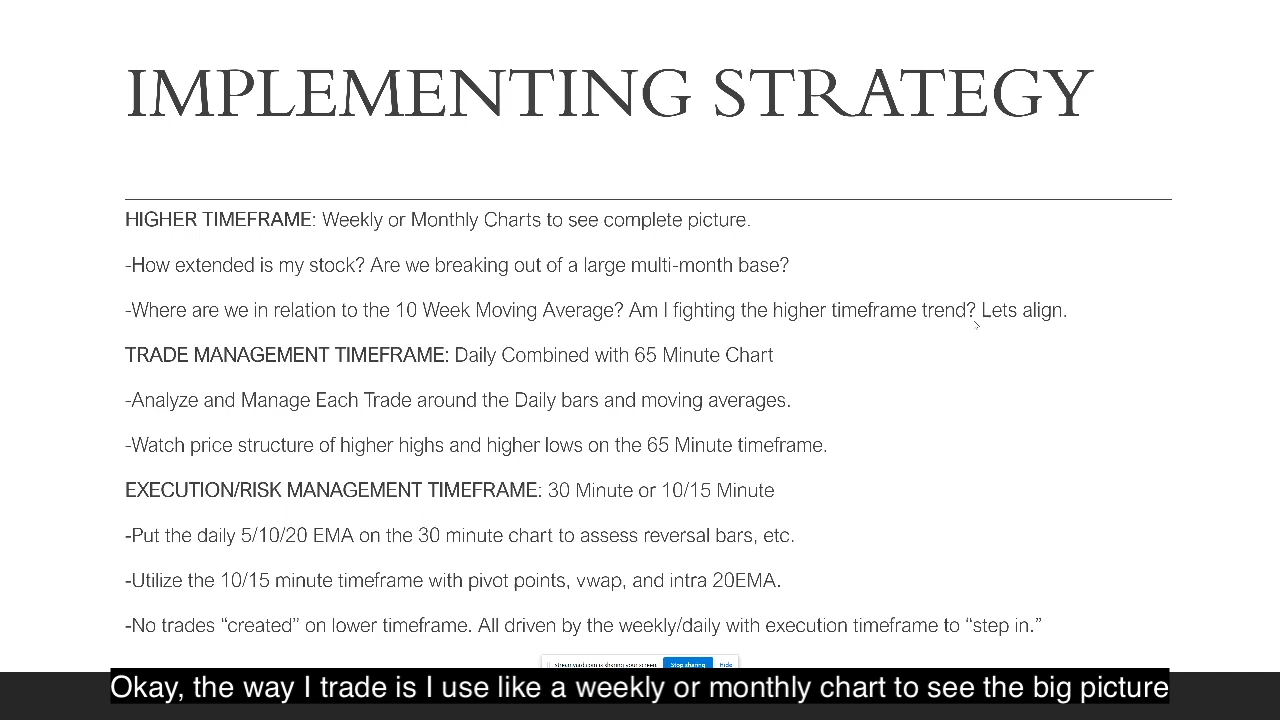 IMPLEMENTING STRATEGY
HIGHER TIMEFRAME: Weekly or Monthly Charts to see complete picture.
-How extended is my stock? Are we breaking out of a large multi-month base?
-Where are we in relation to the 10 Week Moving Average? Am I fighting the higher timeframe trend? Lets align.
TRADE MANAGEMENT TIMEFRAME: Daily Combined with 65 Minute Chart
-Analyze and Manage Each Trade around the Daily bars and moving averages.
-Watch price structure of higher highs and higher lows on the 65 Minute timeframe.
EXECUTION/RISK MANAGEMENT TIMEFRAME: 30 Minute or 10/15 Minute
-Put the daily 5/10/20 EMA on the 30 minute chart to assess reversal bars, etc.
-Utilize the 10/15 minute timeframe with pivot points, vwap, and intra 20EMA.
-No trades “created” on lower timeframe. All driven by the weekly/daily with execution timeframe to “step in.”
is sharing your screen. Stop sharing Hide
Okay, the way I trade is I use like a weekly or monthly chart to see the big picture